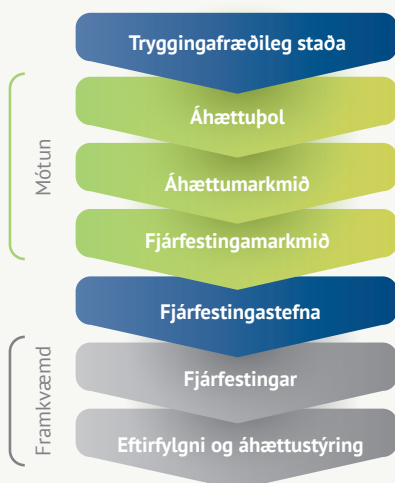 Tryggingafræðileg staða
Mótun
Áhættuþol
Áhættumarkmið
Fjárfestingamarkmið
Fjárfestingastefna
Framkvæmd
Fjárfestingar
Eftirfylgni og áhættustýring